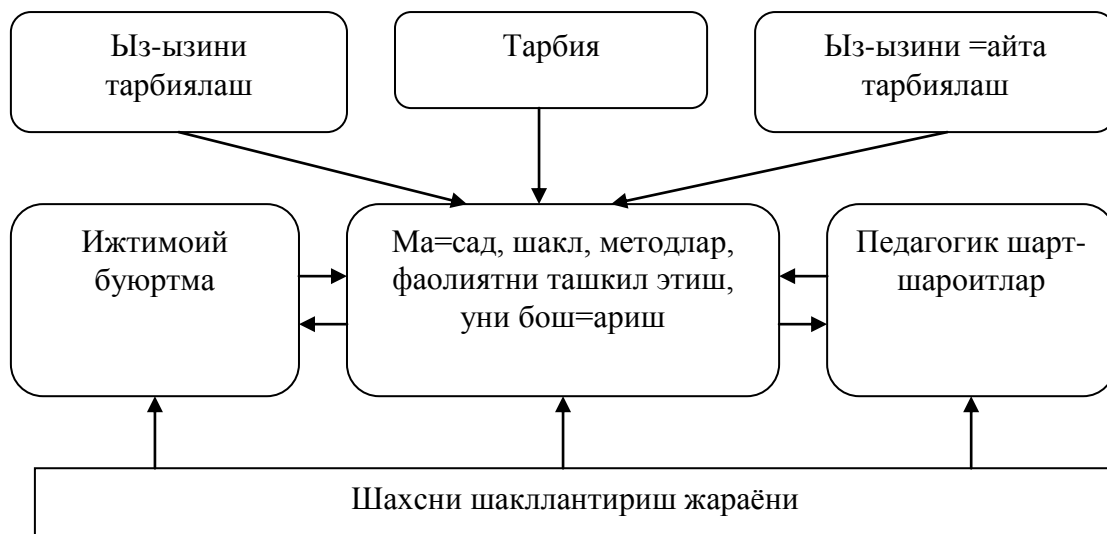 Ыз-ызини
тарбиялаш
Тарбия
Ыз-ызини =айта
тарбиялаш
Ижтимоий
буюртма
Ма=сад, шакл, методлар,
фаолиятни ташкил этиш,
уни бош=ариш
Педагогик шарт-
шароитлар
Шахсни шакллантириш жараёни